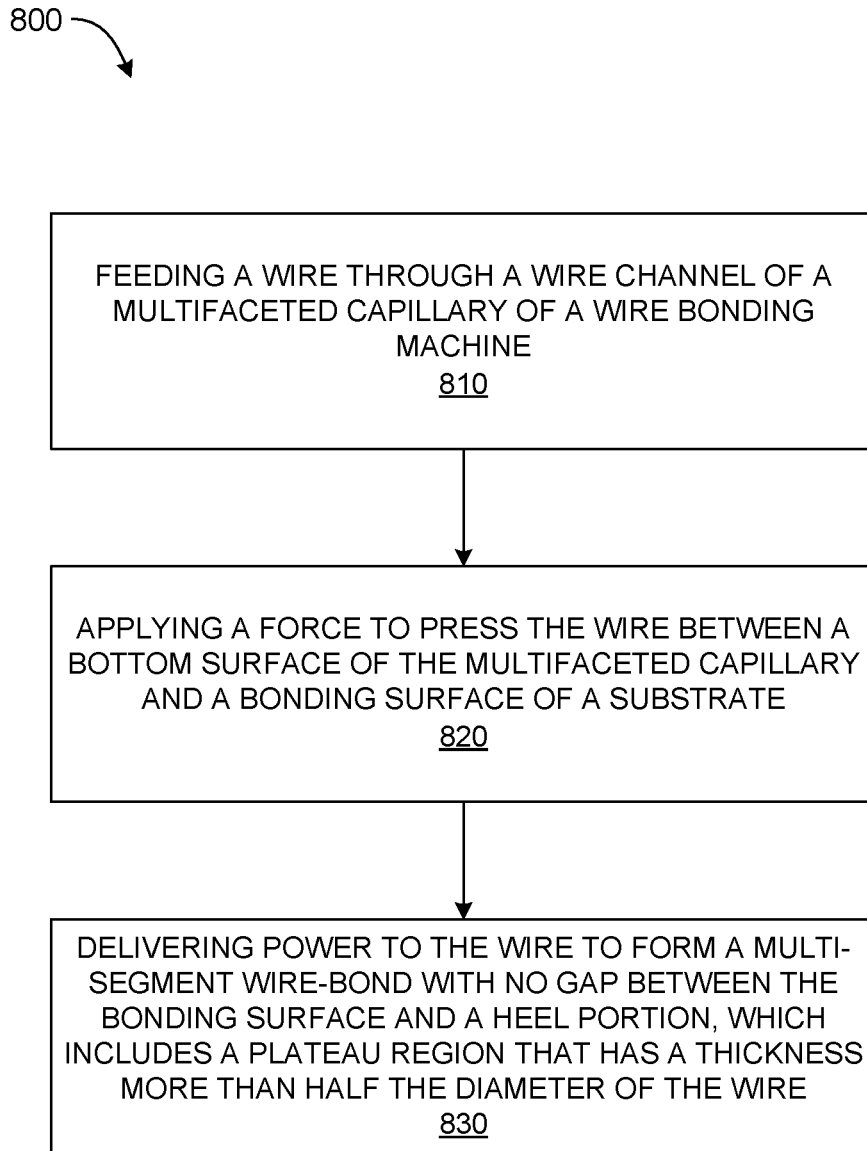 800
FEEDING A WIRE THROUGH A WIRE CHANNEL OF A
MULTIFACETED CAPILLARY OF A WIRE BONDING
MACHINE
810
APPLYING A FORCE TO PRESS THE WIRE BETWEEN A
BOTTOM SURFACE OF THE MULTIFACETED CAPILLARY
AND A BONDING SURFACE OF A SUBSTRATE
820
DELIVERING POWER TO THE WIRE TO FORM A MULTI-
SEGMENT WIRE-BOND WITH NO GAP BETWEEN THE
BONDING SURFACE AND A HEEL PORTION, WHICH
INCLUDES A PLATEAU REGION THAT HAS A THICKNESS
MORE THAN HALF THE DIAMETER OF THE WIRE
830